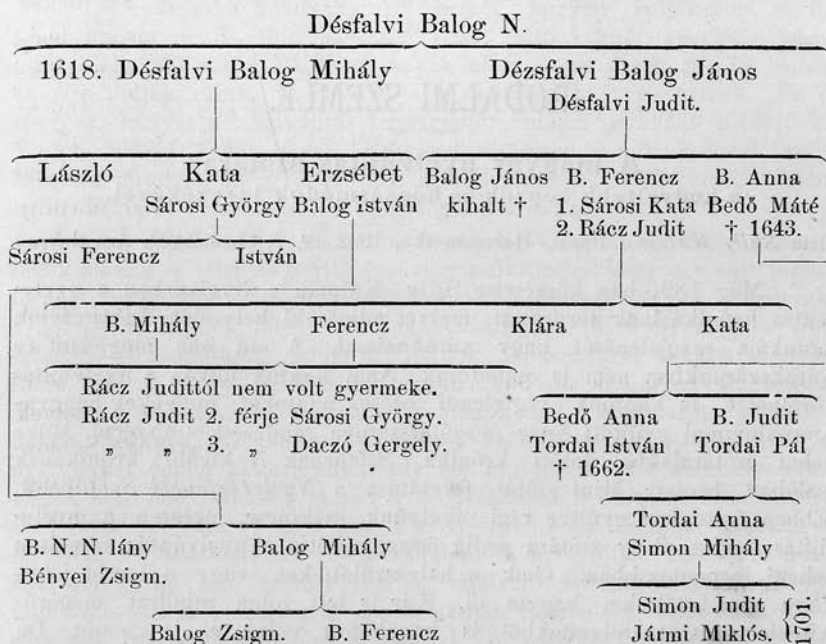 Désfalvi Balog N.
1618. Désfalvi Balog Mihály Dézsfalvi Balog János
Désfalvi Judit.
László Kata Erzsébet Balog János B. Ferencz B. Anna
Sárosi György Balog István kihalt † 1. Sárosi Kata Bedő Máté
2. Rácz Judit † 1643.
Sárosi Ferencz István
B. Mihály Ferencz Klára Kata
Rácz Judittól nem volt gyermeke.
Rácz Judit 2. férje Sárosi György.
„ „ 3. „ Daczó Gergely.
Bedő Anna B. Judit
Tordai István Tordai Pál
† 1662.
Tordai Anna
Simon Mihály
B. N. N. lány Balog Mihály
Bényei Zsigm.
Simon Judit
Jármi Miklós.
1701.
Balog Zsigm. B. Ferencz